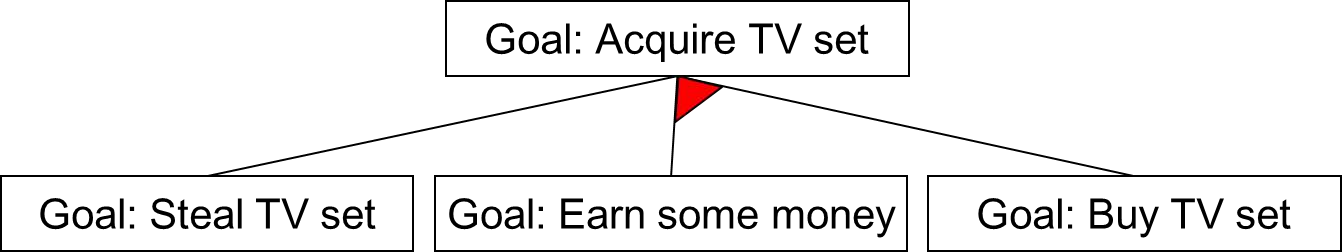 Goal: Acquire TV set
Goal: Steal TV set
Goal: Earn some money
Goal: Buy TV set